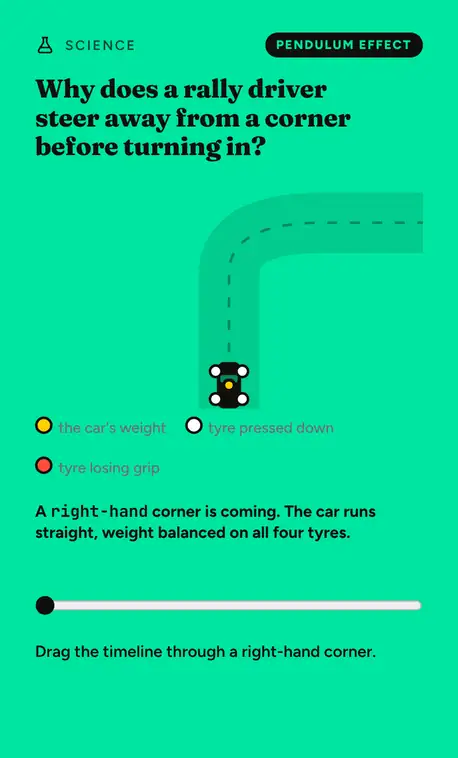 SCIENCE
PENDULUM EFFECT
Why does a rally driver
steer away from a corner
before turning in?
the car's weight
tyre pressed down
tyre losing grip
A right-hand corner is coming. The car runs
straight, weight balanced on all four tyres.
Drag the timeline through a right-hand corner.